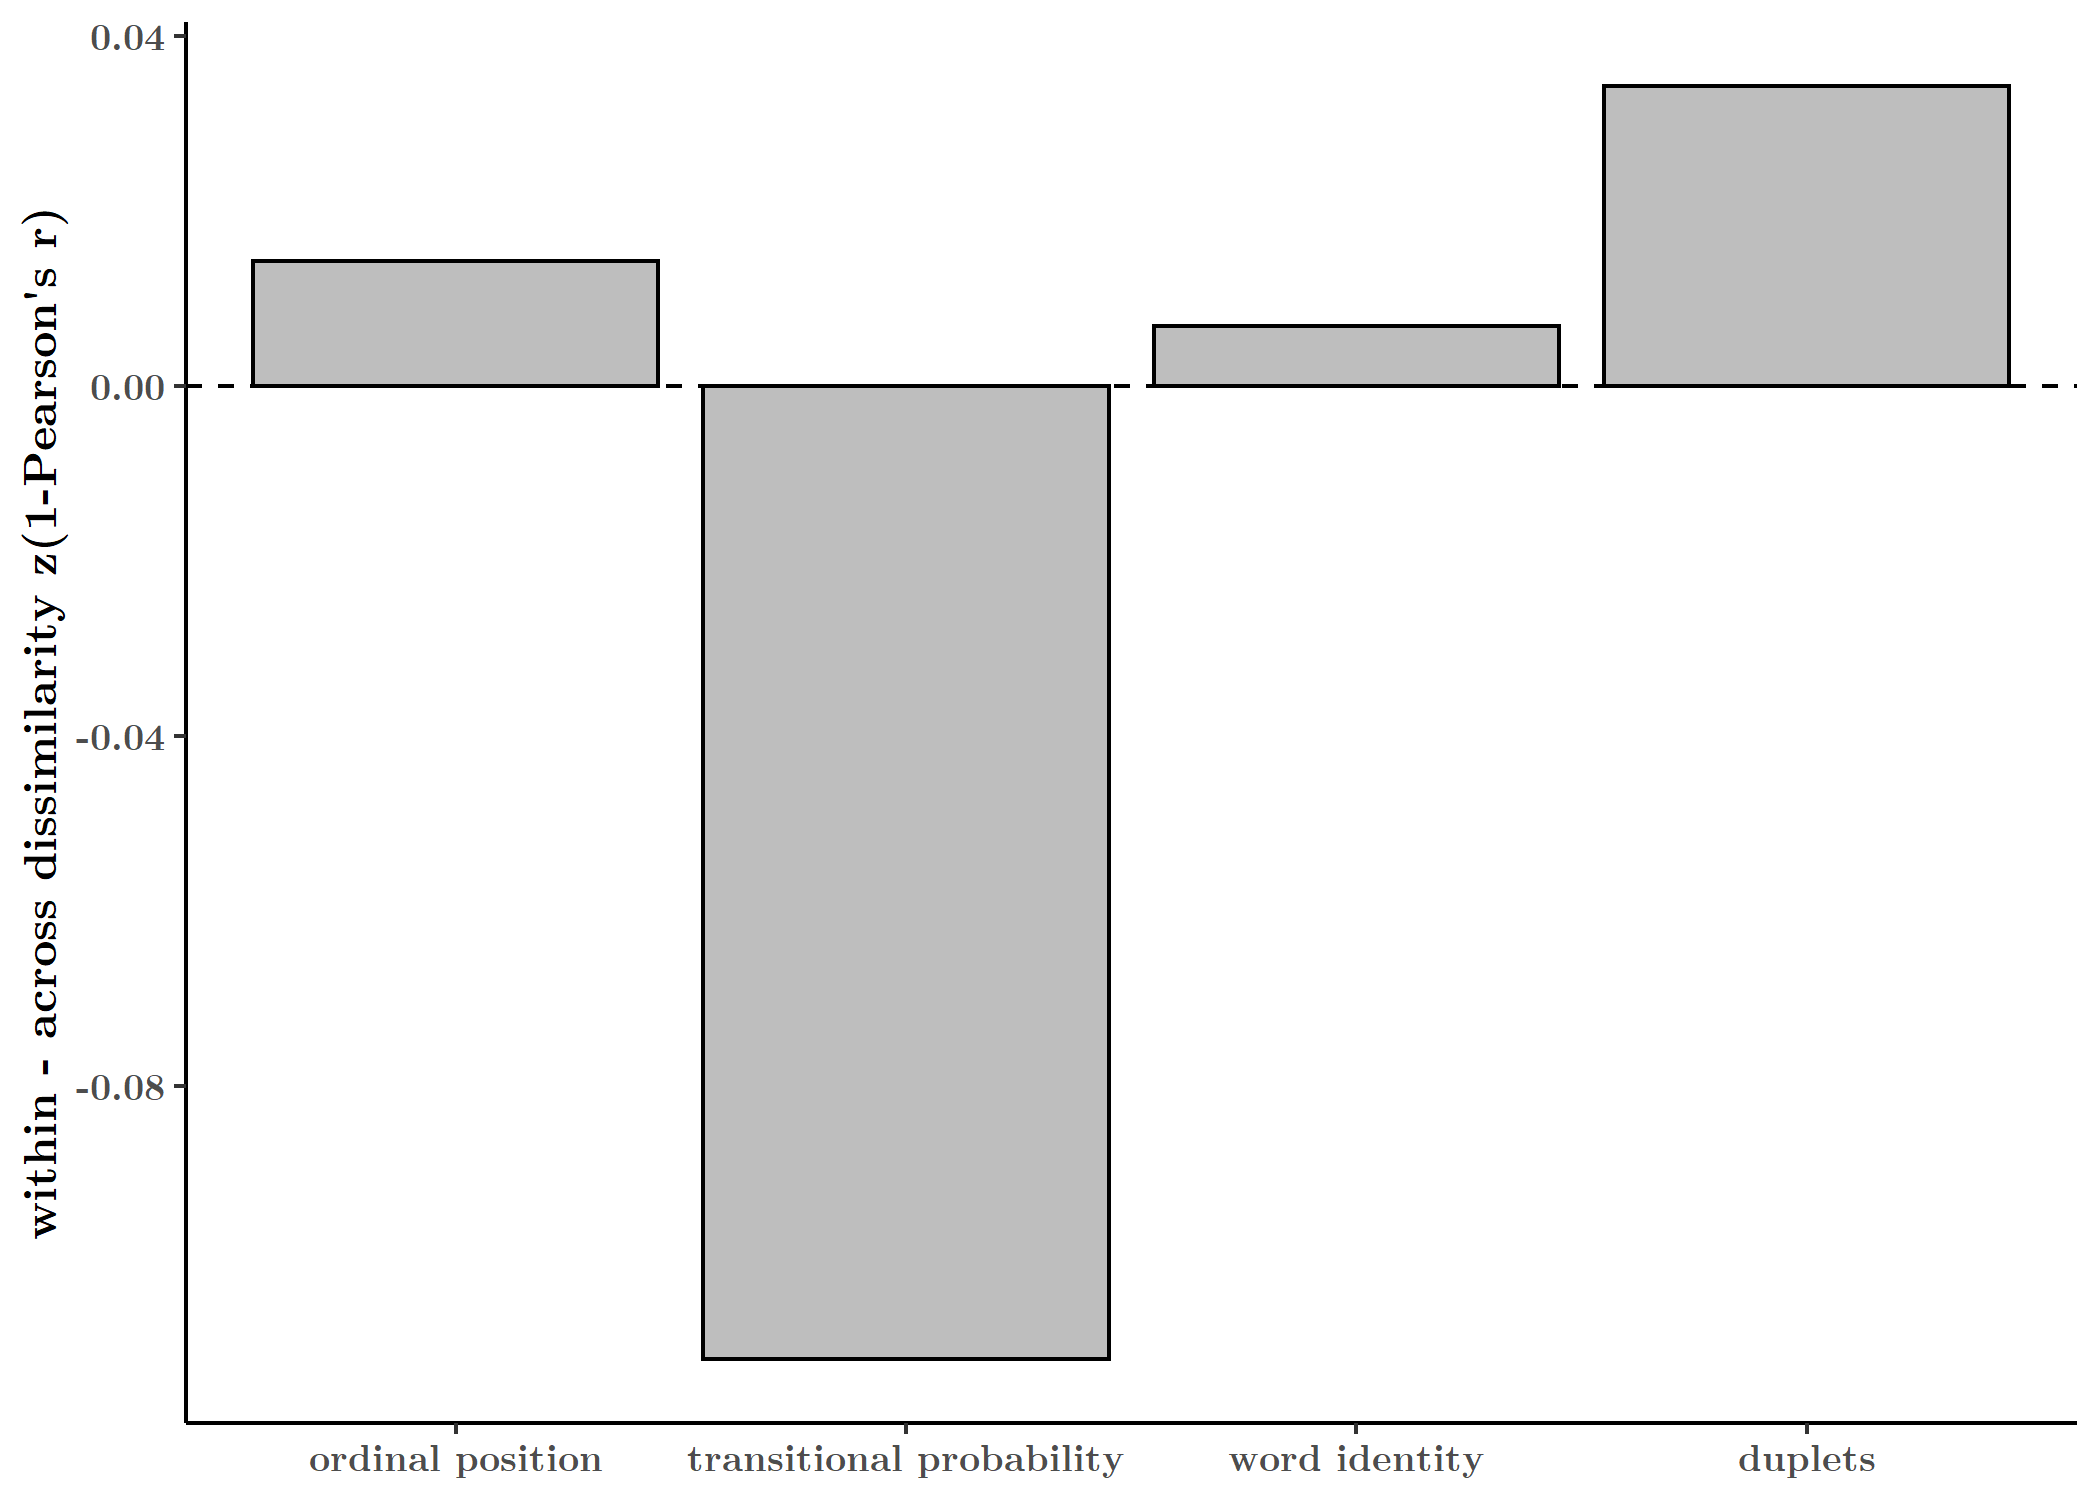 within - across dissimilarity z(1-Pearson's r)
0.04
0.00
-0.04
-0.08
ordinal position
transitional probability
word identity
duplets